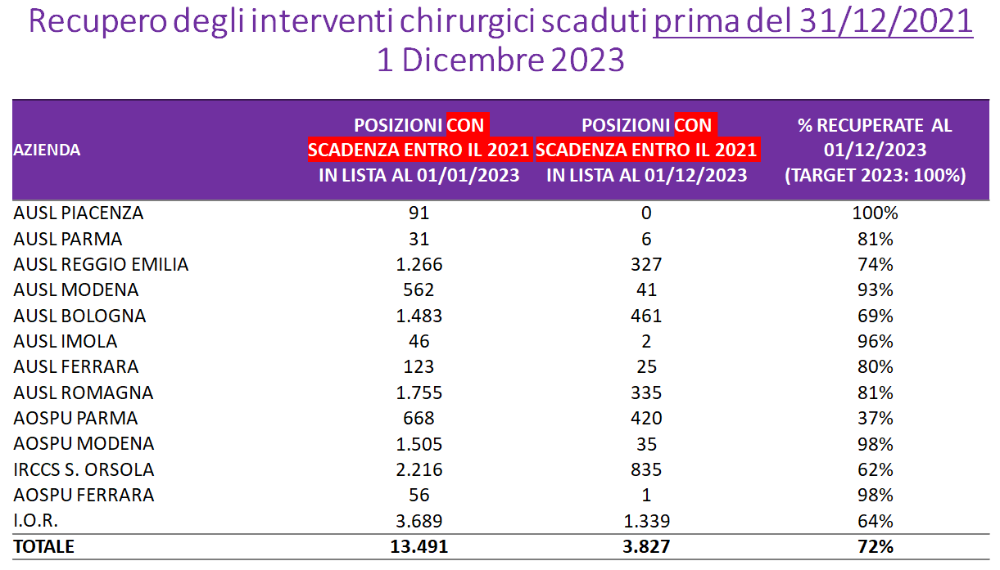 Recupero degli interventi chirurgici scaduti prima del 31/12/2021
1 Dicembre 2023
AZIENDA
POSIZIONI CON
SCADENZA ENTRO IL 2021
IN LISTA AL 01/01/2023
POSIZIONI CON
SCADENZA ENTRO IL 2021
IN LISTA AL 01/12/2023
% RECUPERATE AL
01/12/2023
(TARGET 2023: 100%)
AUSL PIACENZA 91 0 100%
AUSL PARMA 31 6 81%
AUSL REGGIO EMILIA 1.266 327 74%
AUSL MODENA 562 41 93%
AUSL BOLOGNA 1.483 461 69%
AUSL IMOLA 46 2 96%
AUSL FERRARA 123 25 80%
AUSL ROMAGNA 1.755 335 81%
AOSPU PARMA 668 420 37%
AOSPU MODENA 1.505 35 98%
IRCCS S. ORSOLA 2.216 835 62%
AOSPU FERRARA 56 1 98%
I.O.R. 3.689 1.339 64%
TOTALE 13.491 3.827 72%